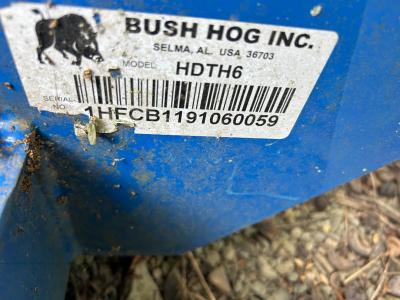 BUSH HOG INC.
SELMA, AL. USA 36703
MODEL HDTH6
SERIAL NO. 1HFCB1191060059